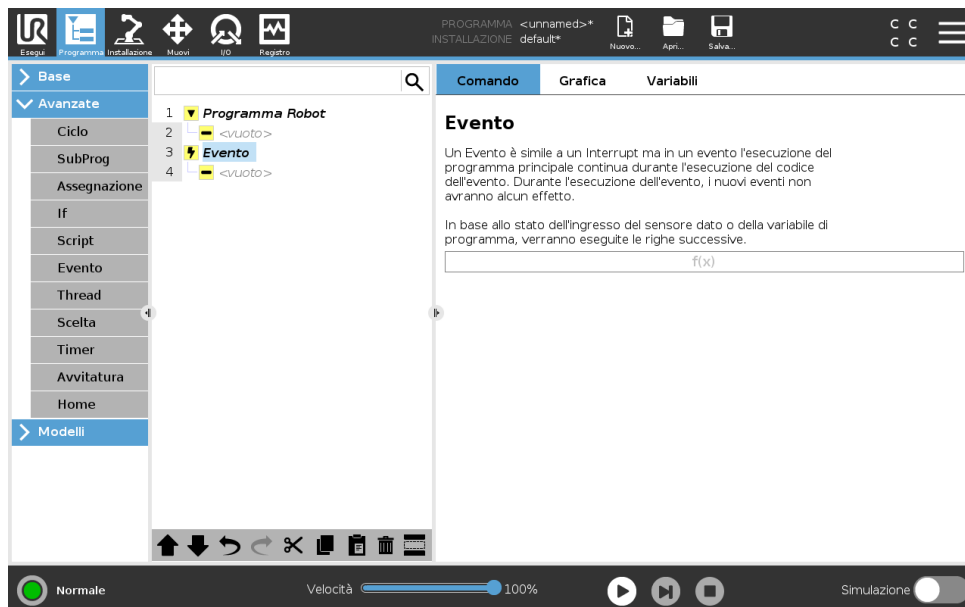 PROGRAMMA <unnamed>*
INSTALLAZIONE default*
Esegui Programma Installazione Muovi I/O Registro Nuovo... Apri... Salva...
C C
C C
Base
Avanzate
Ciclo
SubProg
Assegnazione
If
Script
Evento
Thread
Scelta
Timer
Avvitatura
Home
Modelli
1 Programma Robot
2 <vuoto>
3 Evento
4 <vuoto>
Comando Grafica Variabili
Evento
Un Evento è simile a un Interrupt ma in un evento l'esecuzione del
programma principale continua durante l'esecuzione del codice
dell'evento. Durante l'esecuzione dell'evento, i nuovi eventi non
avranno alcun effetto.
In base allo stato dell'ingresso del sensore dato o della variabile di
programma, verranno eseguite le righe successive.
f(x)
Normale Velocità 100% Simulazione